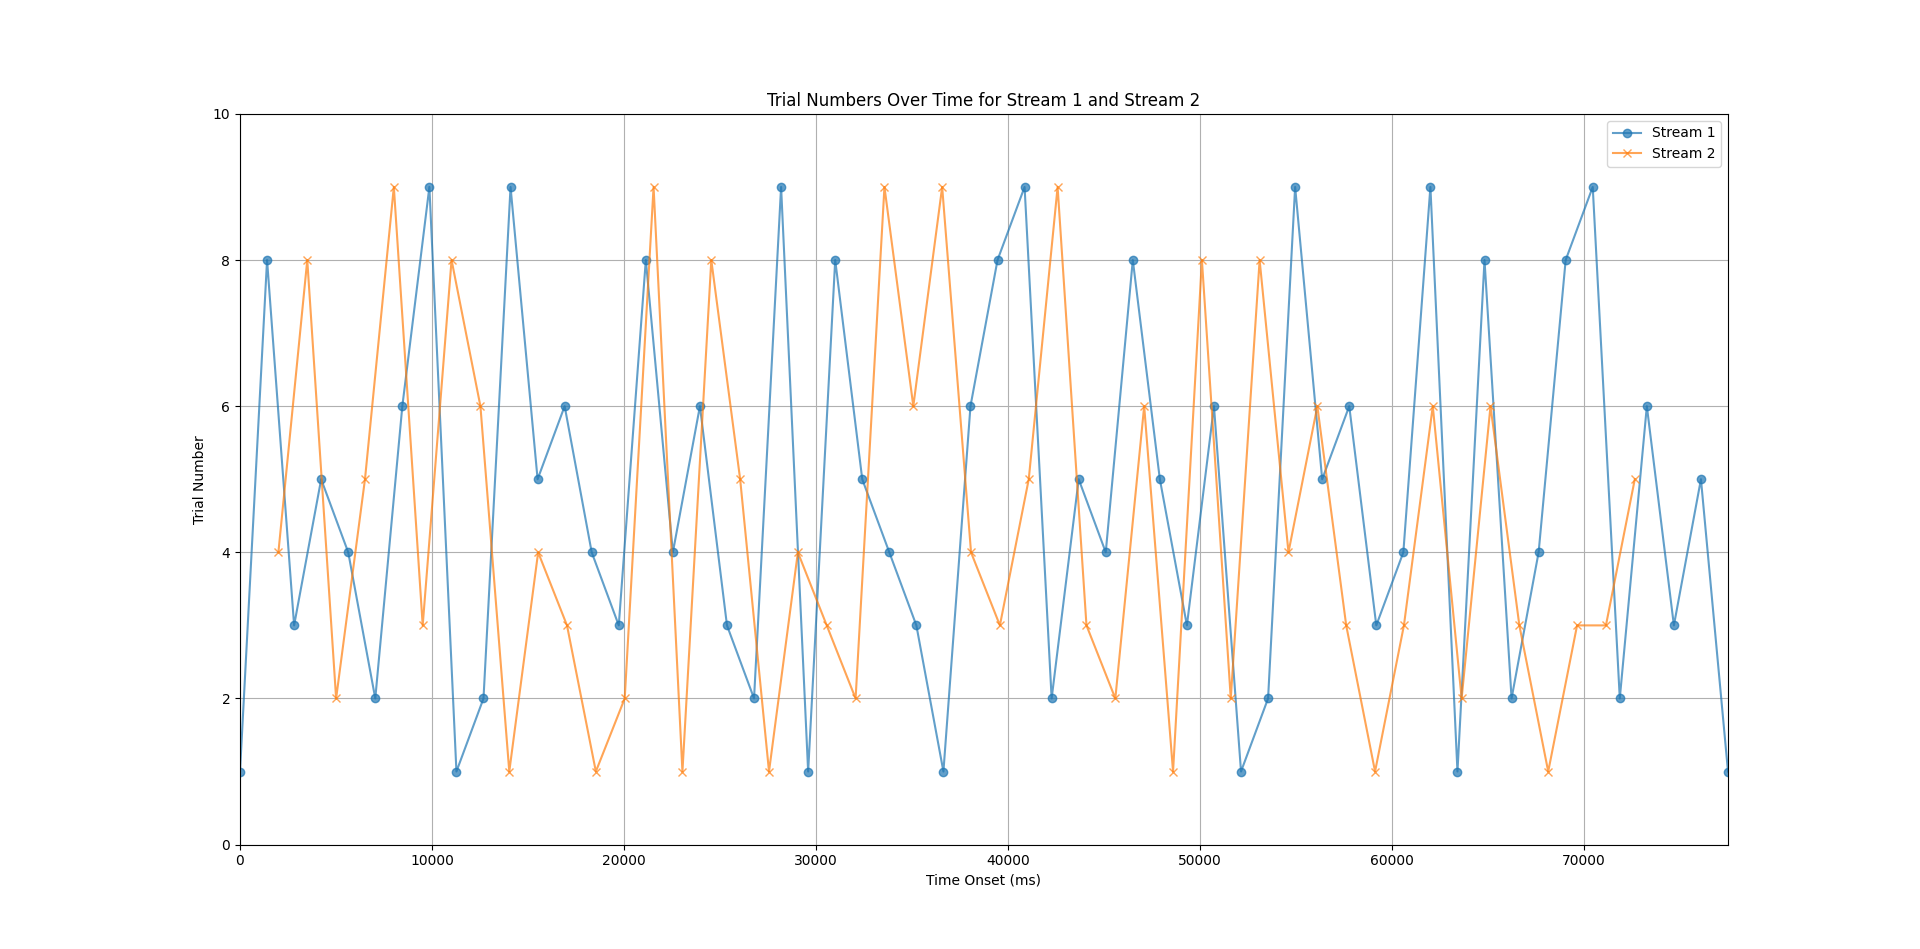 Trial Numbers Over Time for Stream 1 and Stream 2
Stream 1
Stream 2
Trial Number
10
8
6
4
2
0
0 10000 20000 30000 40000 50000 60000 70000
Time Onset (ms)